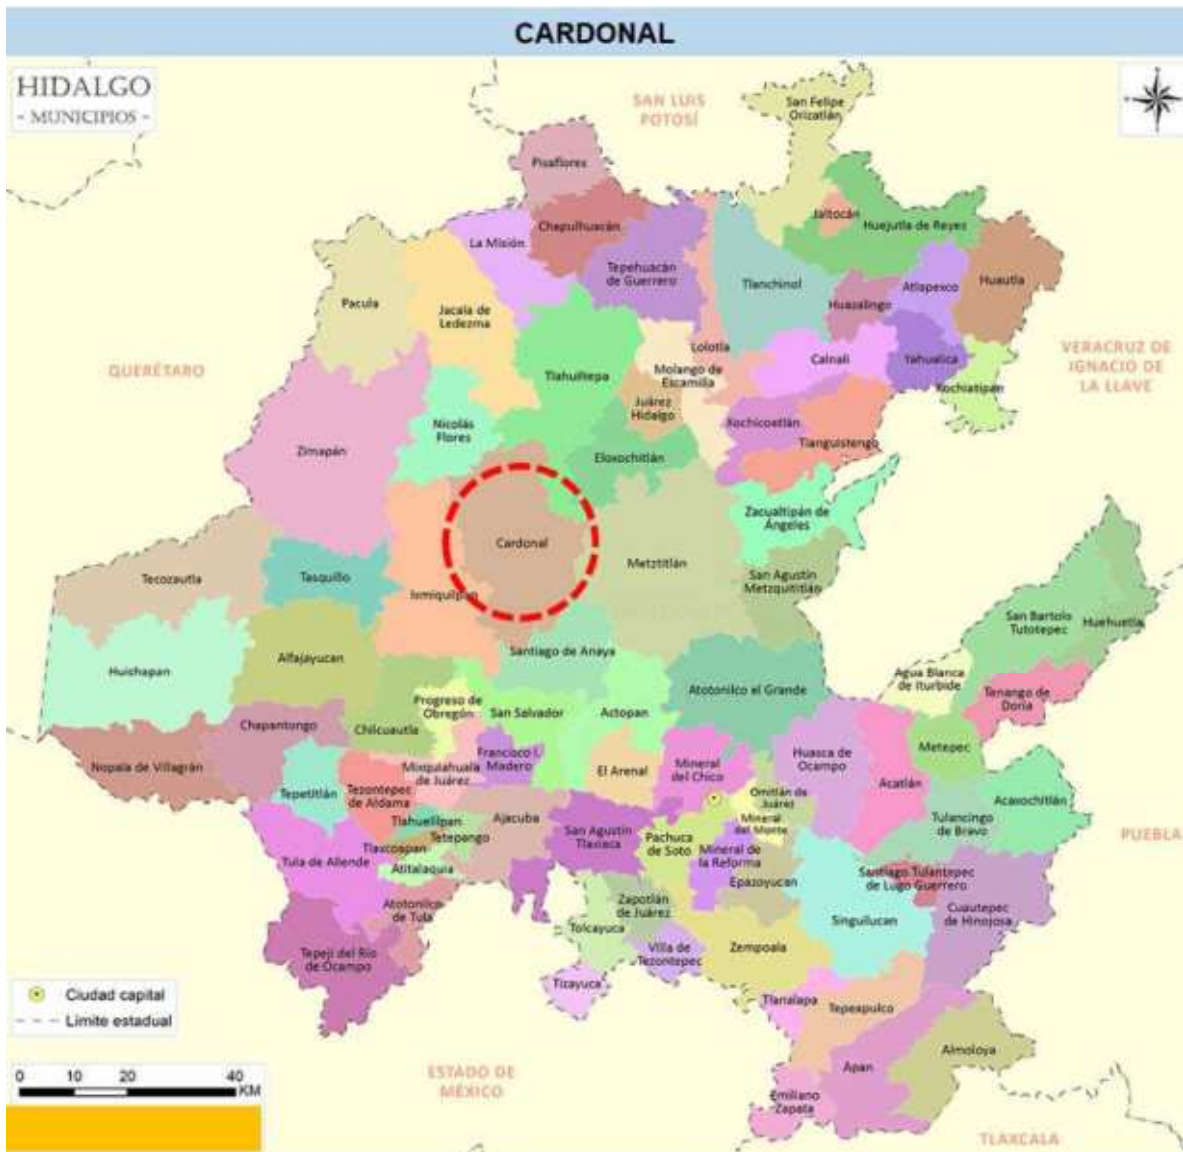 CARDONAL
HIDALGO
- MUNICIPIOS -
SAN LUIS
POTOSÍ
San Felipe
Orizatlán
Pisaflores
Jaltocán
Huejutla de Reyes
Chapulhuacán
La Misión
Tepehuacán
de Guerrero
Tlanchinol
Atlapexco
Huautla
Huazalingo
Pacula
Jacala de
Ledezma
Lolotla
Calnali
Yahualica
VERACRUZ DE
IGNACIO DE
LA LLAVE
QUERÉTARO
Tlahuiltepa
Molango de
Escamilla
Xochiatipan
Juárez
Hidalgo
Nicolás
Flores
Xochicoatlán
Tianguistengo
Zimapán
Eloxochitlán
Zacualtipán de
Ángeles
Cardonal
Metztitlán
Tecozautla
Tasquillo
San Agustín
Metzquititlán
Ixmiquilpan
San Bartolo
Tutotepec
Huehuetla
Santiago de Anaya
Alfajayucan
Huichapan
Agua Blanca
de Iturbide
Atotonilco el Grande
Tenango de
Doria
Progreso de
Obregón
San Salvador
Actopan
Chapantongo
Chilcuautla
Metepec
Huasca de
Ocampo
Nopala de Villagrán
Mixquiahuala
de Juárez
Francisco I.
Madero
El Arenal
Mineral
del Chico
Acatlán
Tepetitlán
Tezontepec
de Aldama
Omitlán de
Juárez
Acaxochitlán
Tlahuelilpan
Ajacuba
Mineral
del Monte
Tulancingo
de Bravo
Tetepango
San Agustín
Tlaxiaca
Pachuca
de Soto
PUEBLA
Tlaxcoapan
Tula de Allende
Atitalaquia
Mineral de
la Reforma
Epazoyucan
Santiago Tulantepec
de Lugo Guerrero
Atotonilco
de Tula
Zapotlán
de Juárez
Singuilucan
Cuautepec
de Hinojosa
Tolcayuca
Tepeji del Río
de Ocampo
Villa de
Tezontepec
Zempoala
Tizayuca
Ciudad capital
Límite estadual
Tlanalapa
Tepeapulco
Almoloya
Apan
0 10 20 40
KM
ESTADO DE
MÉXICO
Emiliano
Zapata
TLAXCALA